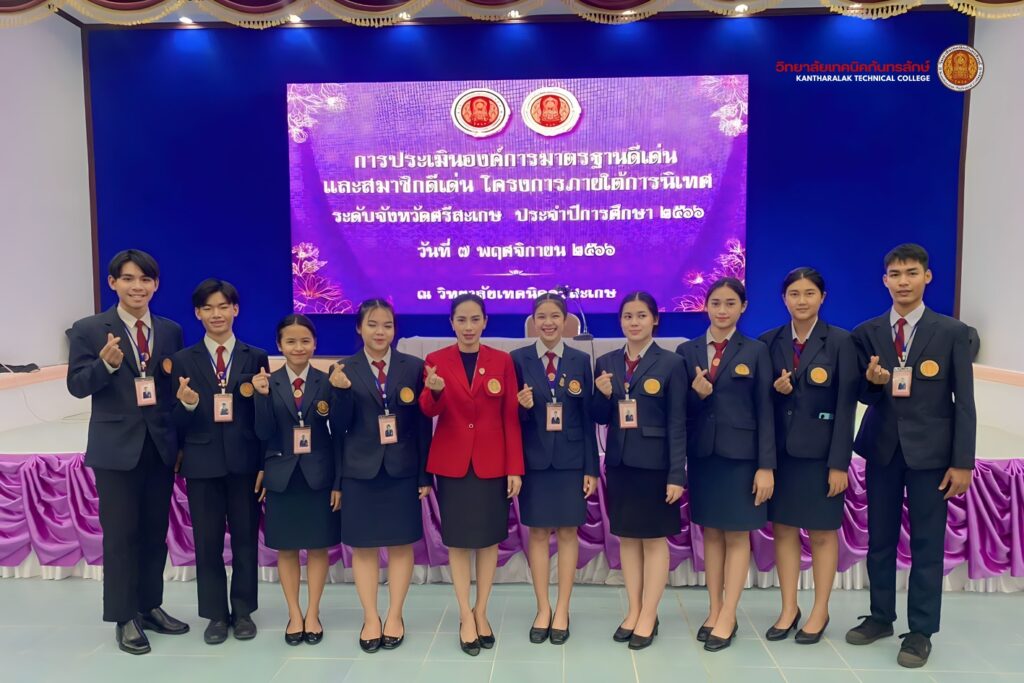 วิทยาลัยเทคนิคกันทรลักษ์
KANTHARALAK TECHNICAL COLLEGE
การประเมินองค์การมาตรฐานดีเด่น
และสมาชิกดีเด่น โครงการภายใต้การนิเทศ
ระดับจังหวัดศรีสะเกษ ประจำปีการศึกษา ๒๕๖๖
วันที่ ๗ พฤศจิกายน ๒๕๖๖
ณ วิทยาลัยเทคนิคศรีสะเกษ